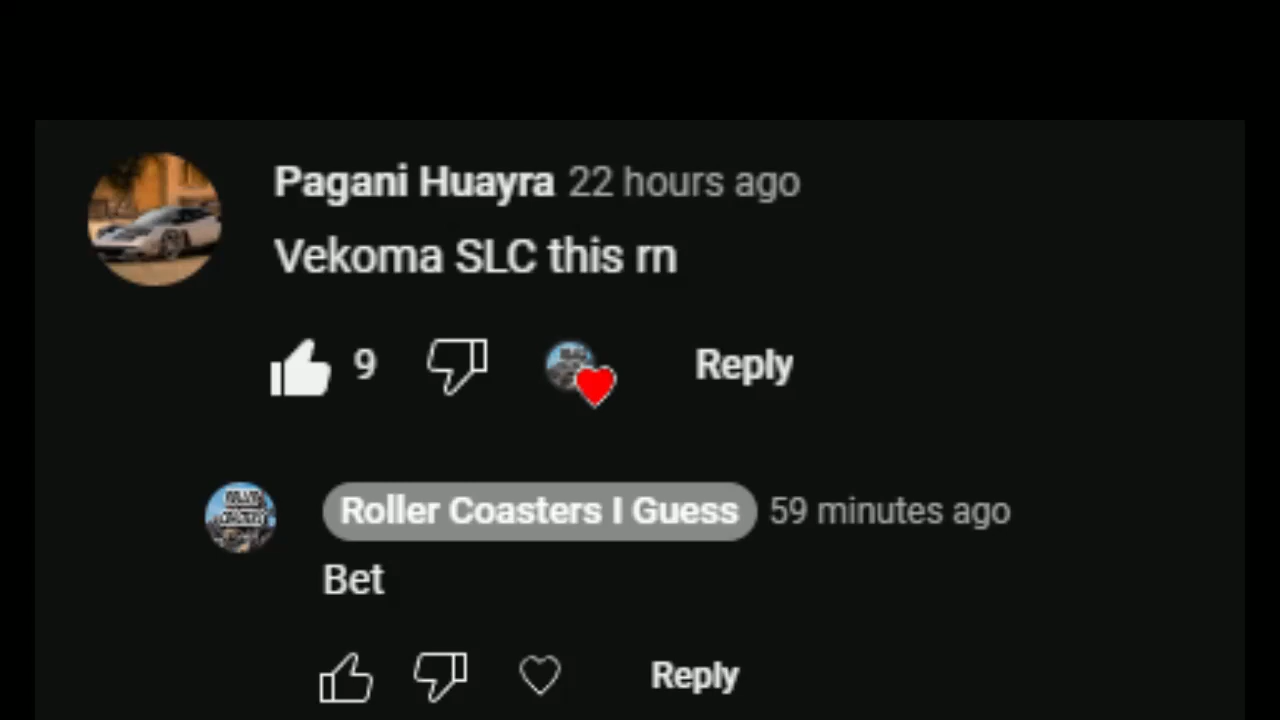 Pagani Huayra 22 hours ago
Vekoma SLC this rn
9 Reply
Roller Coasters I Guess 59 minutes ago
Bet
Reply